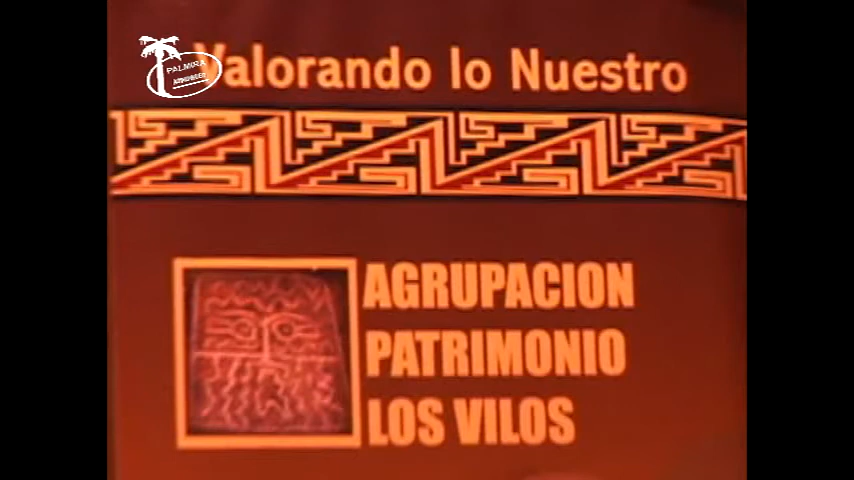 Valorando lo Nuestro
PALMIRA
AGRUPACION
PATRIMONIO
LOS VILOS